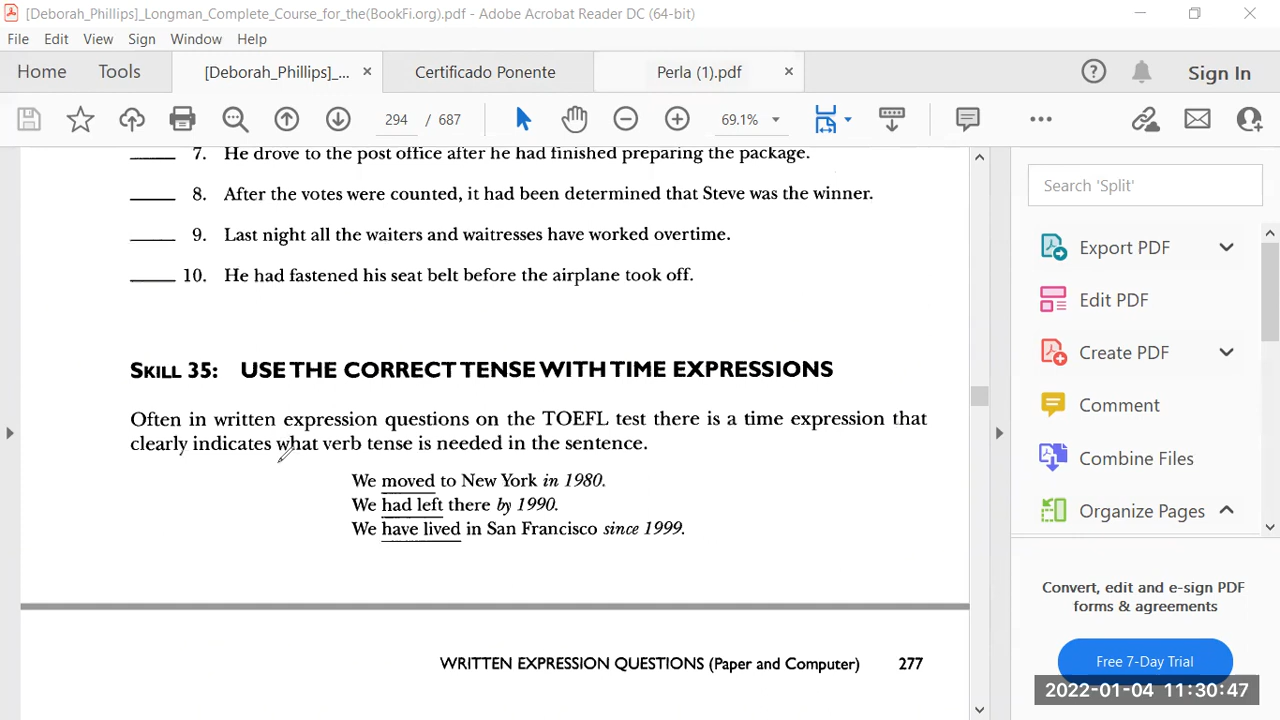 [Deborah_Phillips]_Longman_Complete_Course_for_the(BookFi.org).pdf - Adobe Acrobat Reader DC (64-bit)
File Edit View Sign Window Help
Home Tools [Deborah_Phillips]_... × Certificado Ponente Perla (1).pdf × Sign In
294 / 687 69.1%
7. He drove to the post office after he had finished preparing the package.
8. After the votes were counted, it had been determined that Steve was the winner.
9. Last night all the waiters and waitresses have worked overtime.
10. He had fastened his seat belt before the airplane took off.
SKILL 35: USE THE CORRECT TENSE WITH TIME EXPRESSIONS
Often in written expression questions on the TOEFL test there is a time expression that
clearly indicates what verb tense is needed in the sentence.
We moved to New York in 1980.
We had left there by 1990.
We have lived in San Francisco since 1999.
WRITTEN EXPRESSION QUESTIONS (Paper and Computer) 277
Search 'Split'
Export PDF
Edit PDF
Create PDF
Comment
Combine Files
Organize Pages
Convert, edit and e-sign PDF
forms & agreements
Free 7-Day Trial
2022-01-04 11:30:47